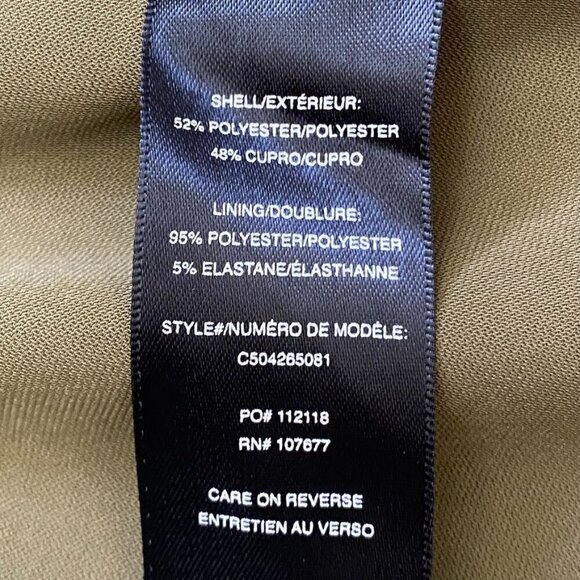 SHELL/EXTÉRIEUR:
52% POLYESTER/POLYESTER
48% CUPRO/CUPRO
LINING/DOUBLURE:
95% POLYESTER/POLYESTER
5% ELASTANE/ÉLASTHANNE
STYLE#/NUMÉRO DE MODÈLE:
C504265081
PO# 112118
RN# 107677
CARE ON REVERSE
ENTRETIEN AU VERSO